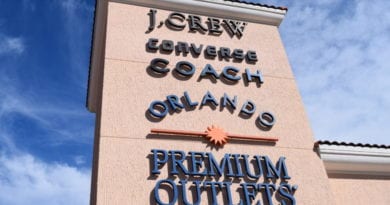 J.CREW
CONVERSE
COACH
ORLANDO
PREMIUM
OUTLETS